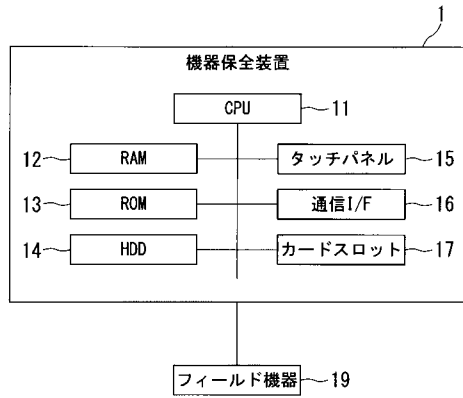 1
機器保全装置
CPU 11
12 RAM タッチパネル 15
13 ROM 通信I/F 16
14 HDD カードスロット 17
フィールド機器 19